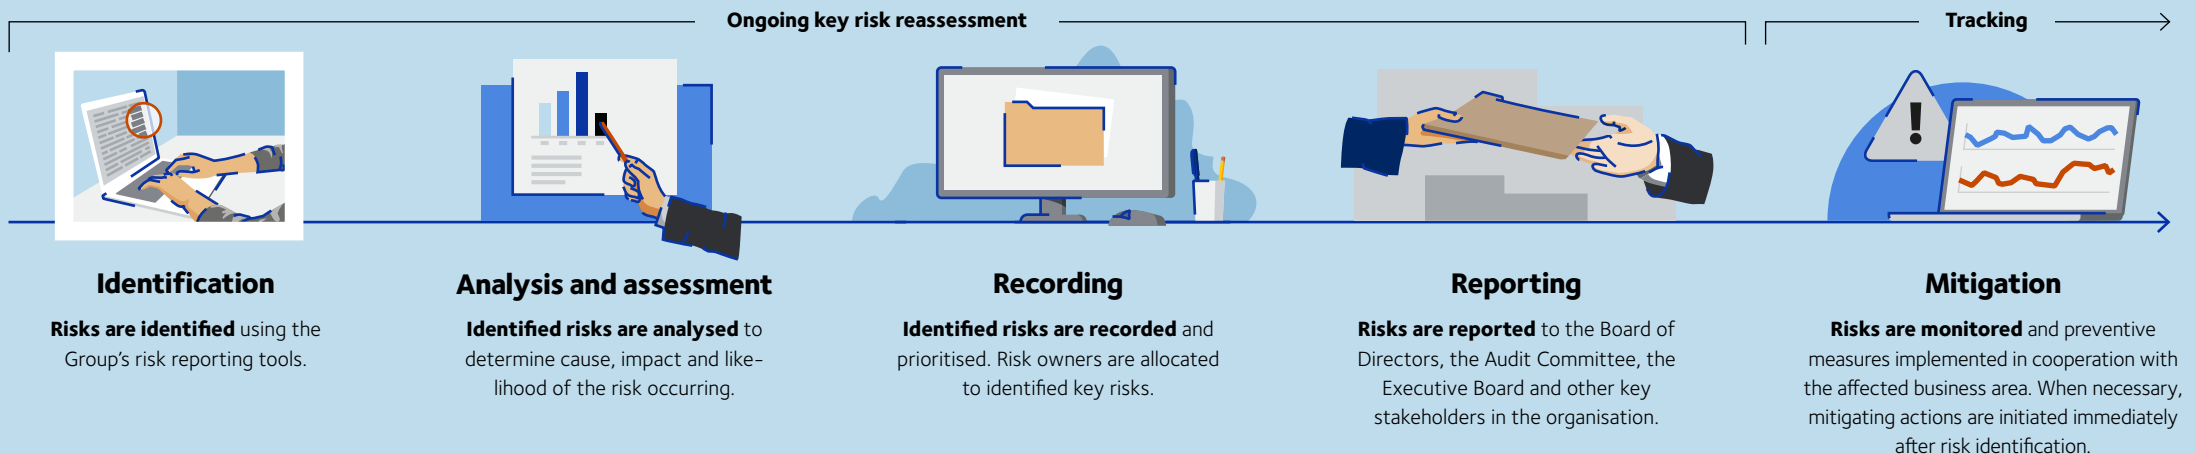 Ongoing key risk reassessment
Tracking
Identification
Risks are identified using the
Group's risk reporting tools.
Analysis and assessment
Identified risks are analysed to
determine cause, impact and like-
lihood of the risk occurring.
Recording
Identified risks are recorded and
prioritised. Risk owners are allocated
to identified key risks.
Reporting
Risks are reported to the Board of
Directors, the Audit Committee, the
Executive Board and other key
stakeholders in the organisation.
Mitigation
Risks are monitored and preventive
measures implemented in cooperation with
the affected business area. When necessary,
mitigating actions are initiated immediately
after risk identification.